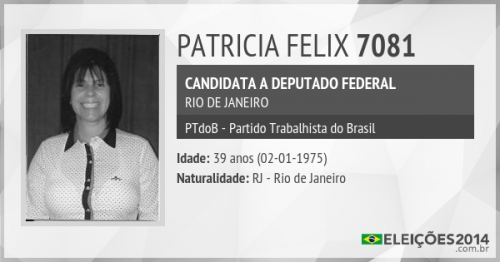 PATRICIA FELIX 7081
CANDIDATA A DEPUTADO FEDERAL
RIO DE JANEIRO
PTdoB - Partido Trabalhista do Brasil
Idade: 39 anos (02-01-1975)
Naturalidade: RJ - Rio de Janeiro
ELEIÇÕES2014
.com.br